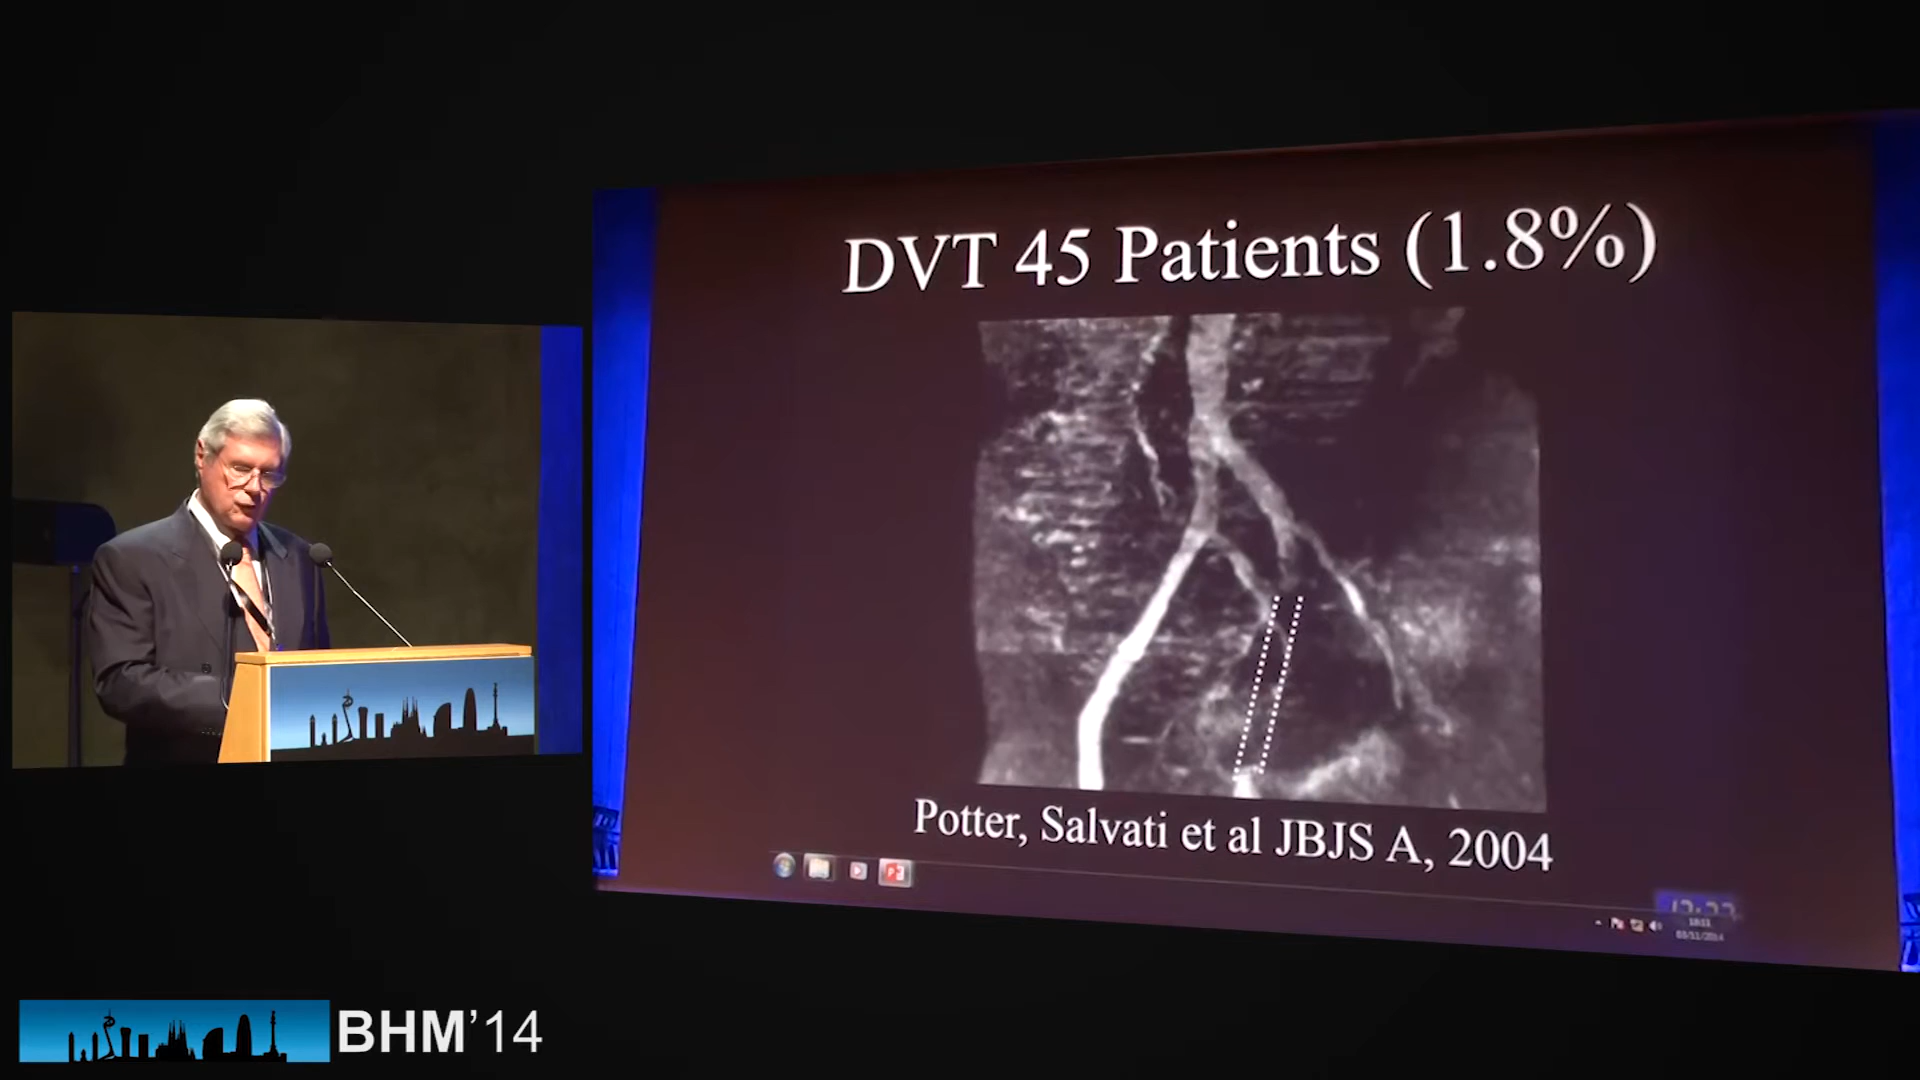 DVT 45 Patients (1.8%)
Potter, Salvati et al JBJS A, 2004
BHM'14